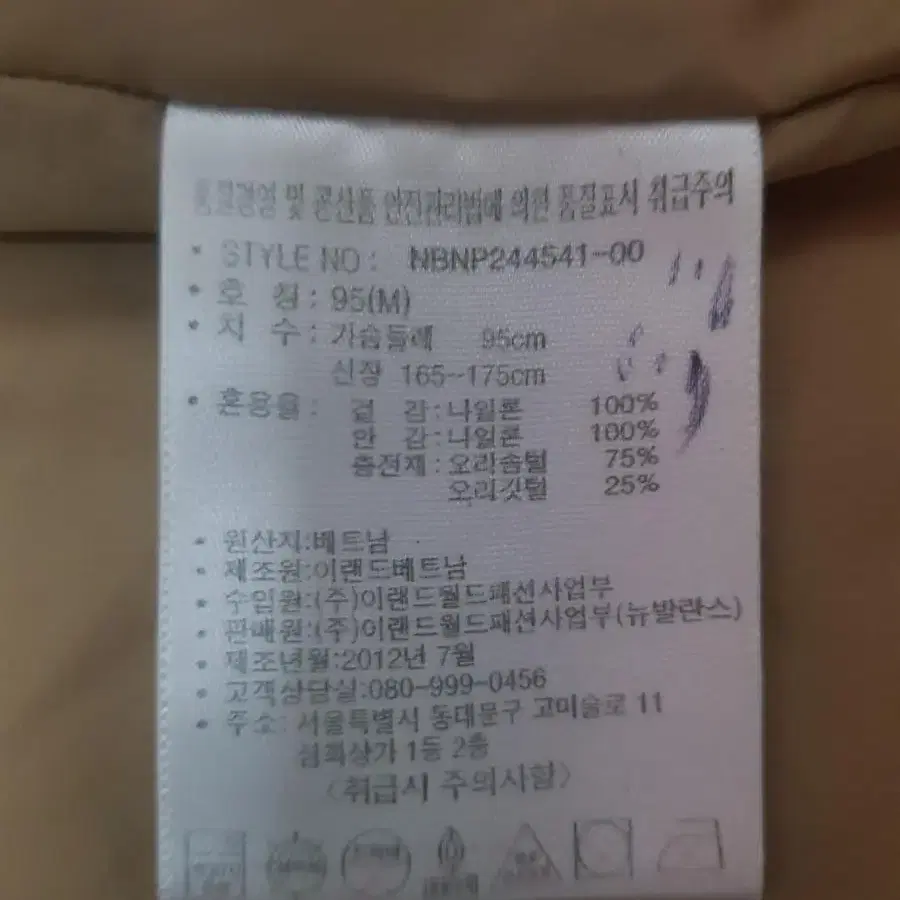 품질경영 및 공산품 안전관리법에 의한 품질표시 취급주의
• STYLE NO : NBNP244541-00
• 호 칭 : 95(M)
• 치 수 : 가슴둘레 95cm
신장 165~175cm
• 혼용율 : 겉 감:나일론 100%
안 감:나일론 100%
충전재:오리솜털 75%
오리깃털 25%
• 원산지:베트남
• 제조원:이랜드베트남
• 수입원:(주)이랜드월드패션사업부
• 판매원:(주)이랜드월드패션사업부(뉴발란스)
• 제조년월:2012년 7월
• 고객상담실:080-999-0456
• 주소: 서울특별시 동대문구 고미술로 11
상가 1동 2층
<취급시 주의사항>